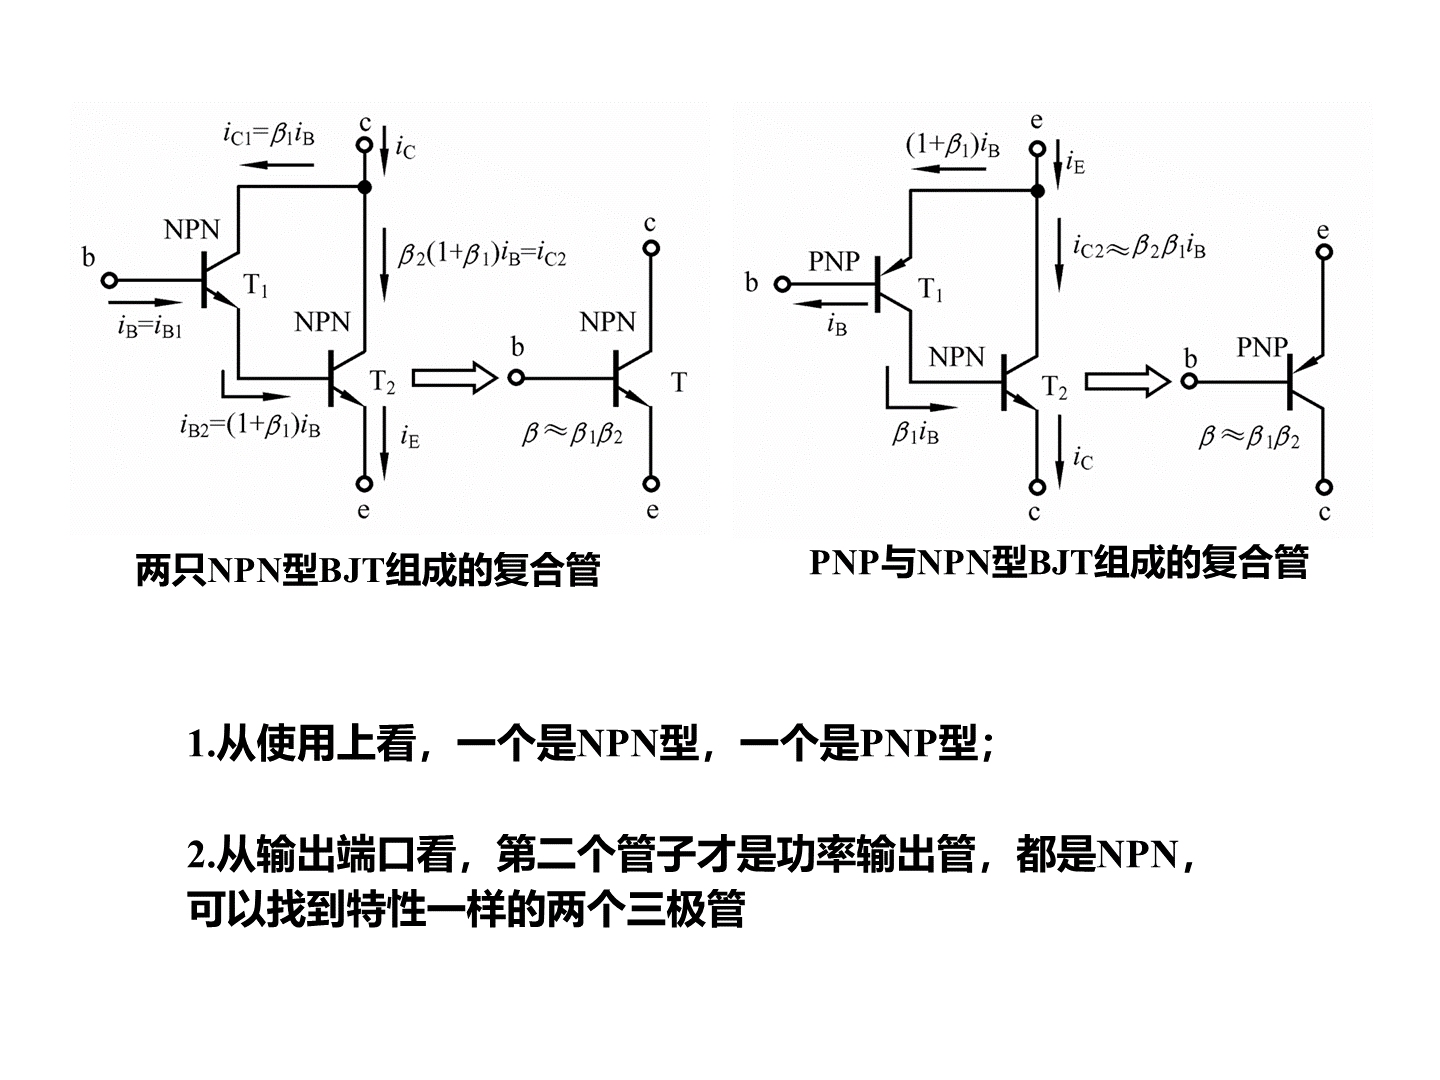 iC1=β1iB
c
iC
NPN
b
T1
β2(1+β1)iB=iC2
c
iB=iB1
NPN
b
NPN
T2
T
iB2=(1+β1)iB
iE
β≈β1β2
e
e
两只NPN型BJT组成的复合管
e
(1+β1)iB
iE
PNP
b
T1
iC2≈β2β1iB
e
iB
NPN
b
PNP
T2
β1iB
iC
β≈β1β2
c
c
PNP与NPN型BJT组成的复合管
1.从使用上看，一个是NPN型，一个是PNP型；
2.从输出端口看，第二个管子才是功率输出管，都是NPN，
可以找到特性一样的两个三极管